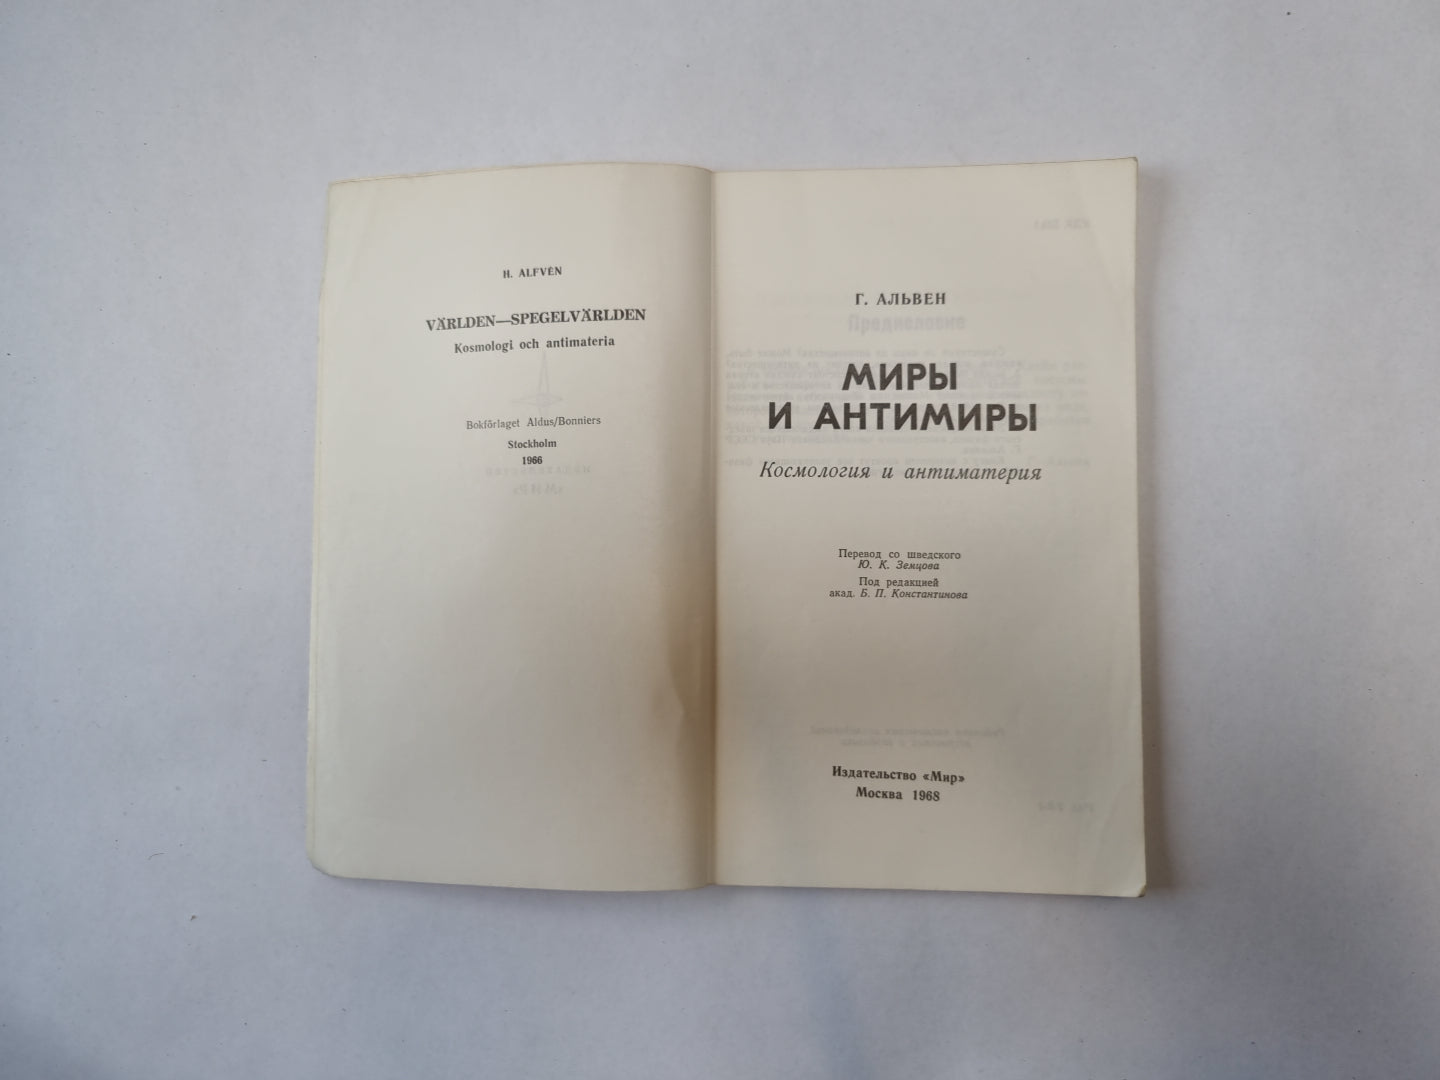 H. ALFVÉN
VÄRLDEN—SPEGELVÄRLDEN
Kosmologi och antimateria
Bokförlaget Aldus/Bonniers
Stockholm
1966
Г. АЛЬВЕН
МИРЫ
И АНТИМИРЫ
Космология и антиматерия
Перевод со шведского
Ю. К. Земцова
Под редакцией
акад. Б. П. Константинова
Издательство «Мир»
Москва 1968